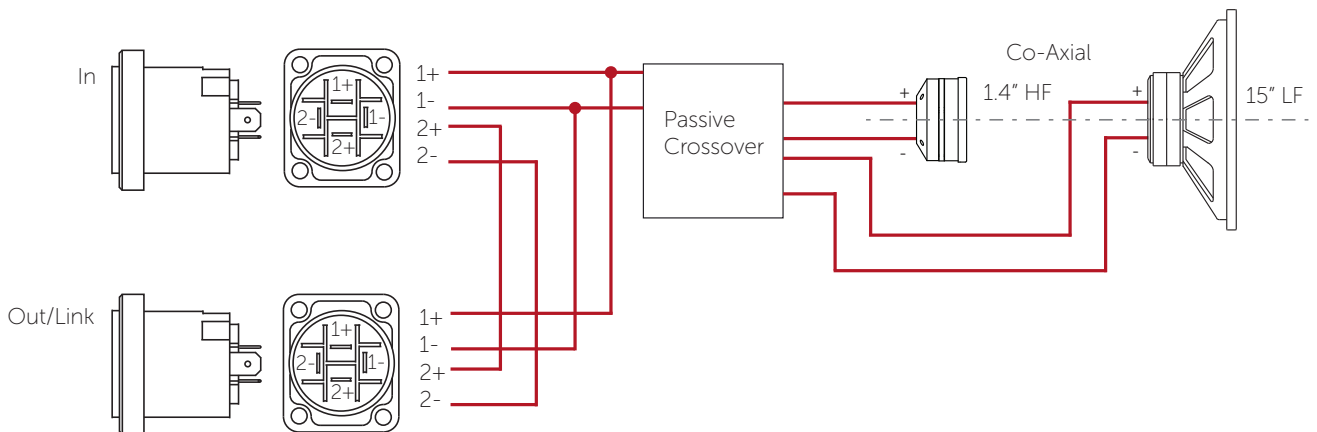 In
1+
2-
1-
2+
1+
1-
2+
2-
Passive
Crossover
+
-
Co-Axial
1.4” HF
+
-
15” LF
Out/Link
1+
2-
1-
2+
1+
1-
2+
2-